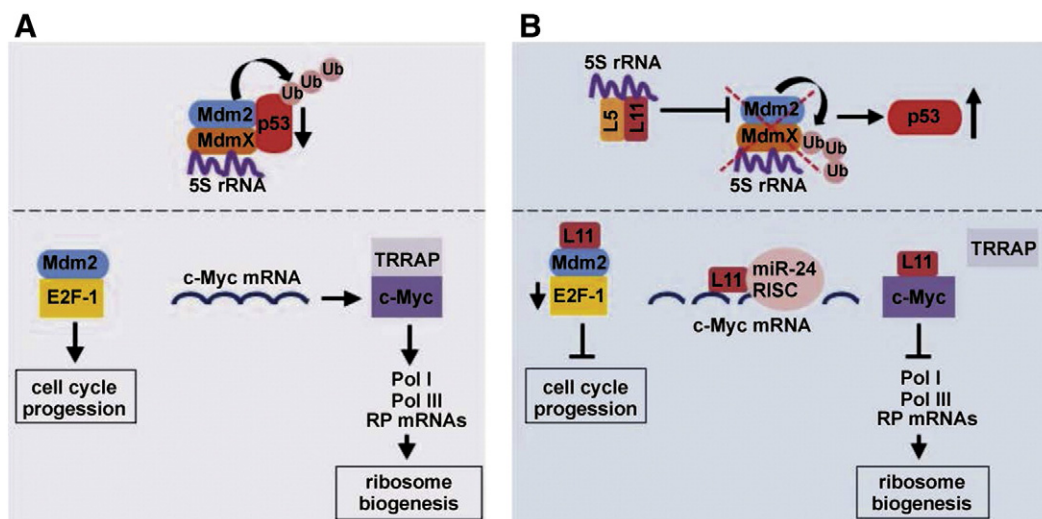 A
Ub
Ub
Ub
Mdm2
p53
MdmX
5S rRNA
Mdm2
E2F-1
cell cycle
progession
c-Myc mRNA
TRRAP
c-Myc
Pol I
Pol III
RP mRNAs
ribosome
biogenesis
B
5S rRNA
L5
L11
Mdm2
MdmX
Ub
Ub
Ub
5S rRNA
p53
L11
Mdm2
E2F-1
cell cycle
progession
L11
miR-24
RISC
c-Myc mRNA
TRRAP
L11
c-Myc
Pol I
Pol III
RP mRNAs
ribosome
biogenesis